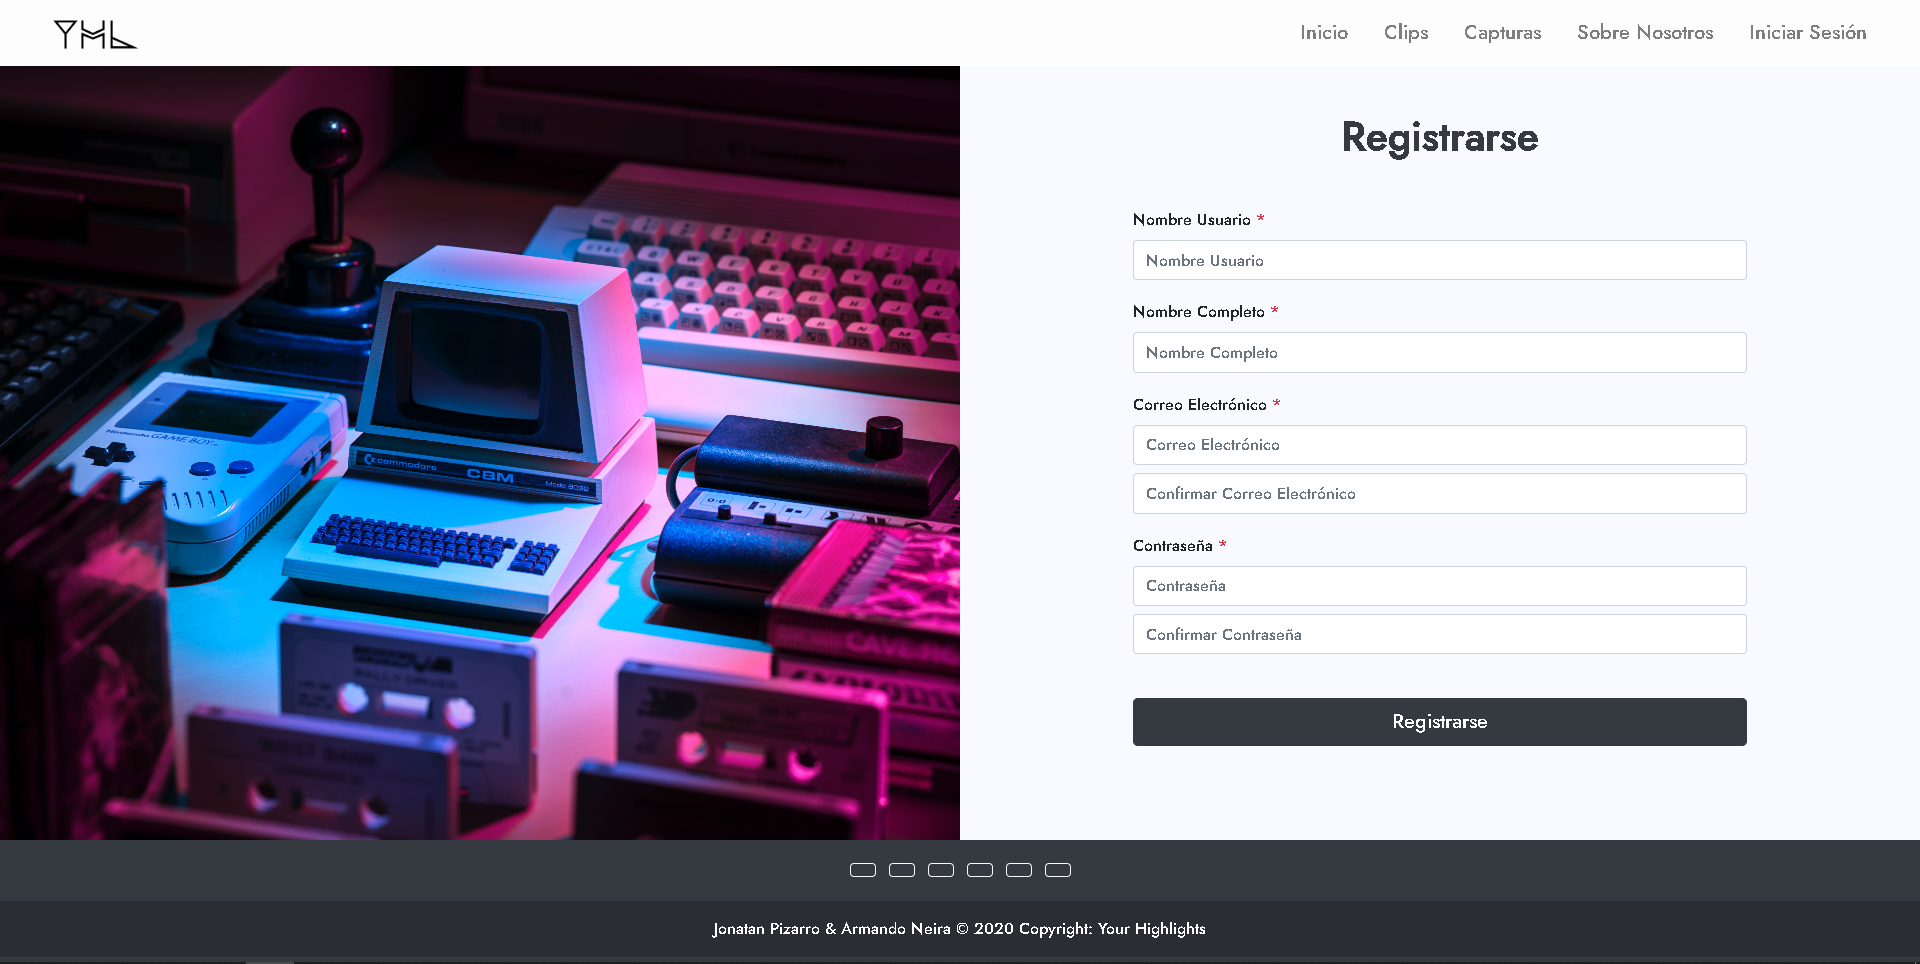 YHL
Inicio Clips Capturas Sobre Nosotros Iniciar Sesión
Registrarse
Nombre Usuario *
Nombre Usuario
Nombre Completo *
Nombre Completo
Correo Electrónico *
Correo Electrónico
Confirmar Correo Electrónico
Contraseña *
Contraseña
Confirmar Contraseña
Registrarse
Nintendo GAME BOY
commodore CBM Model 8032
Jonatan Pizarro & Armando Neira © 2020 Copyright: Your Highlights